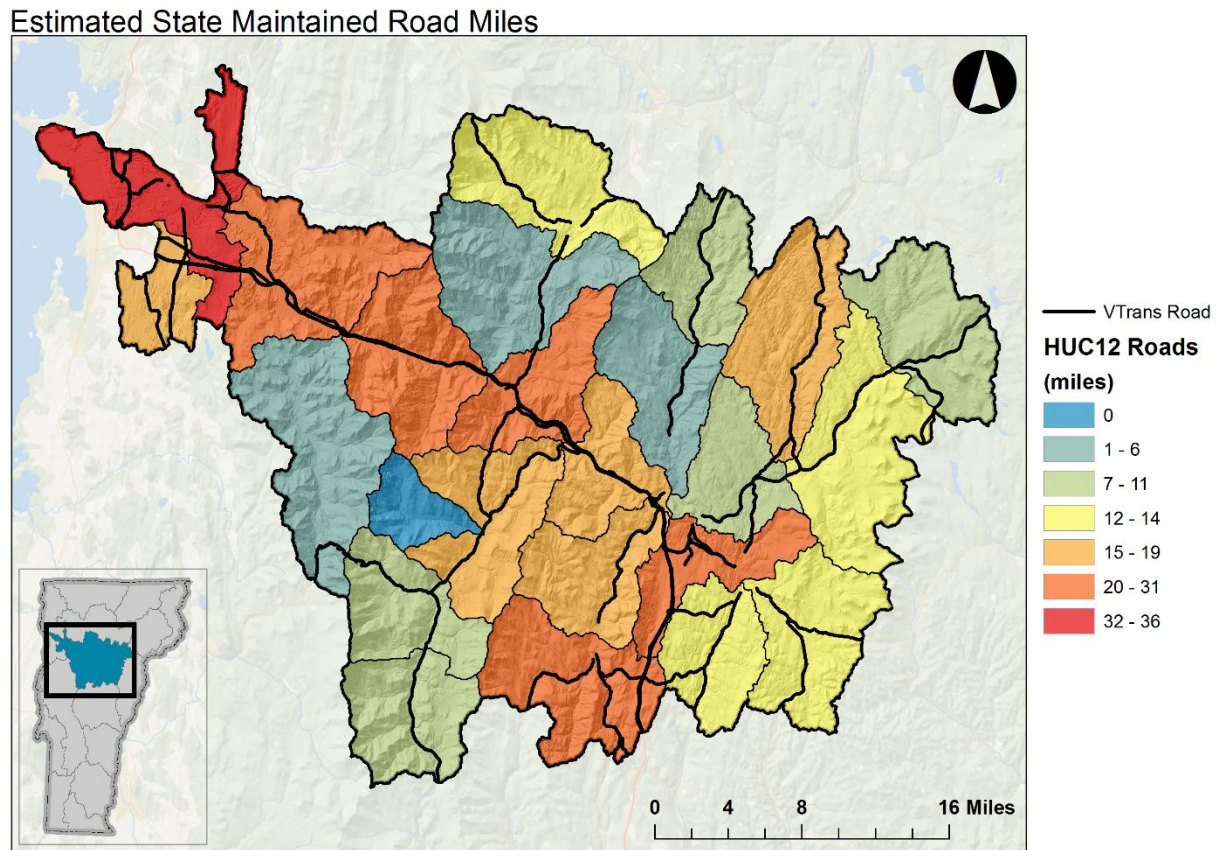 Estimated State Maintained Road Miles
VTrans Road
HUC12 Roads
(miles)
0
1 - 6
7 - 11
12 - 14
15 - 19
20 - 31
32 - 36
0 4 8 16 Miles